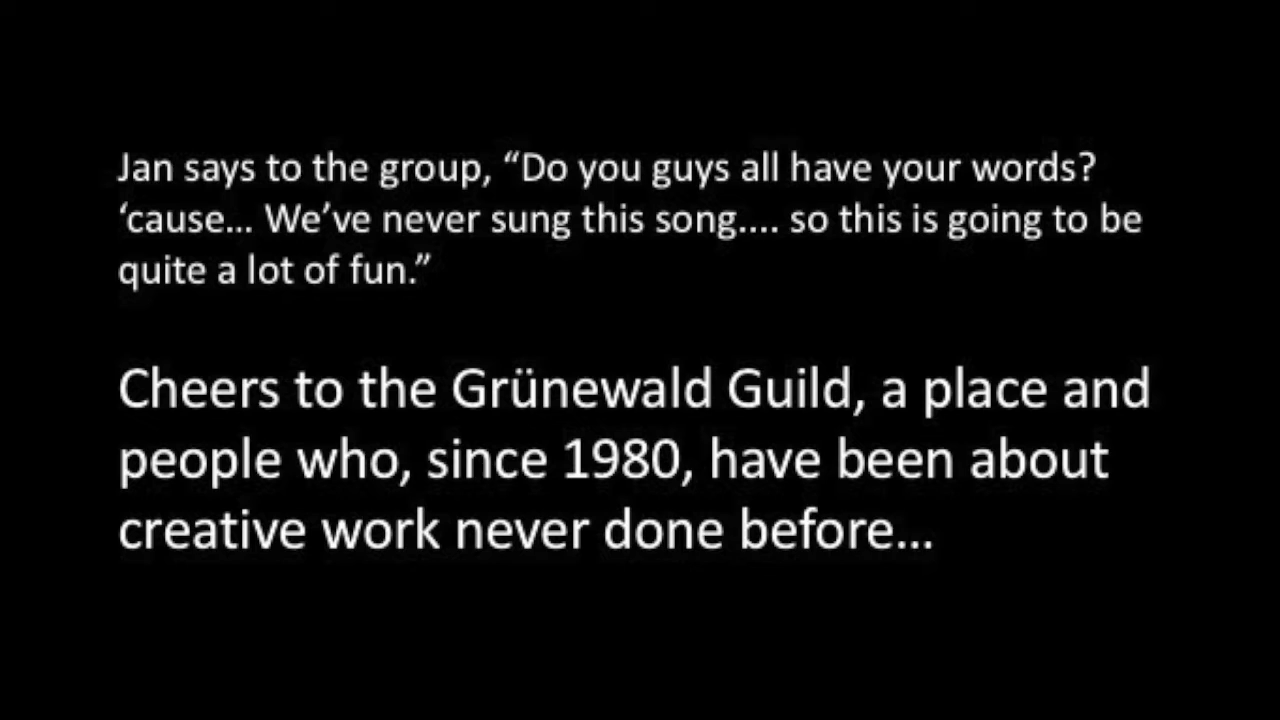 Jan says to the group, “Do you guys all have your words?
‘cause... We’ve never sung this song.... so this is going to be
quite a lot of fun.”
Cheers to the Grünewald Guild, a place and
people who, since 1980, have been about
creative work never done before...